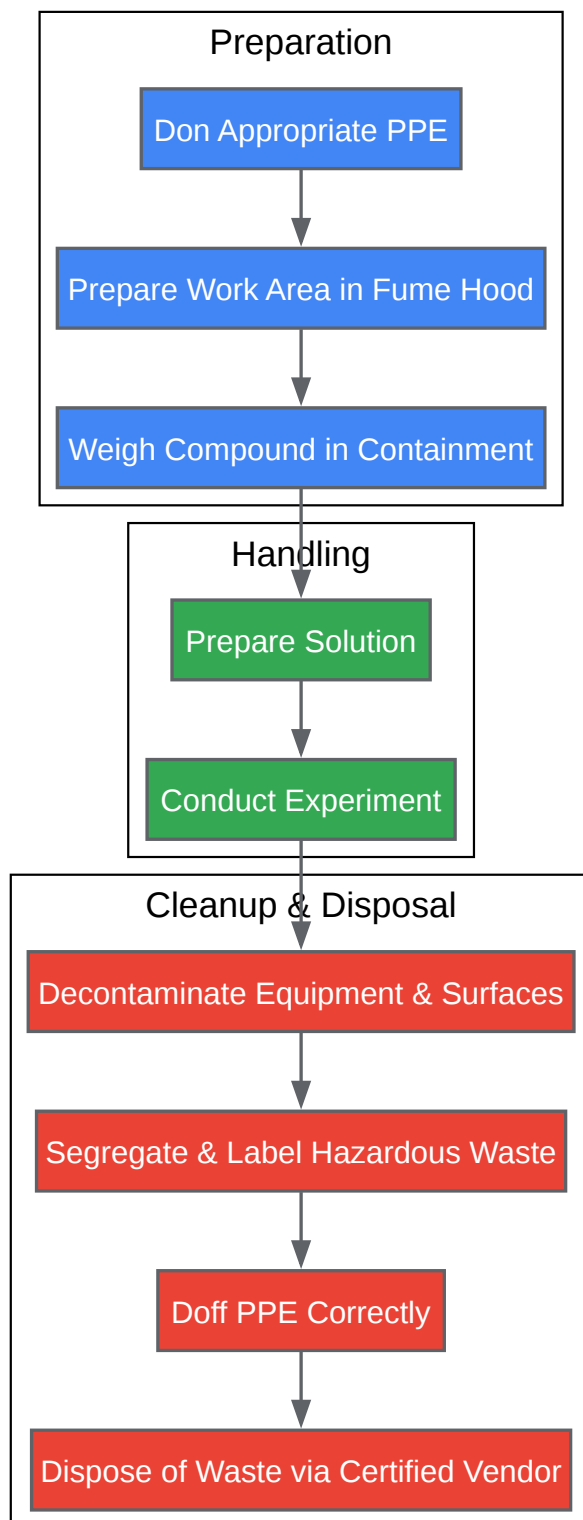 Preparation
Don Appropriate PPE
Prepare Work Area in Fume Hood
Weigh Compound in Containment
Handling
Prepare Solution
Conduct Experiment
Cleanup & Disposal
Decontaminate Equipment & Surfaces
Segregate & Label Hazardous Waste
Doff PPE Correctly
Dispose of Waste via Certified Vendor